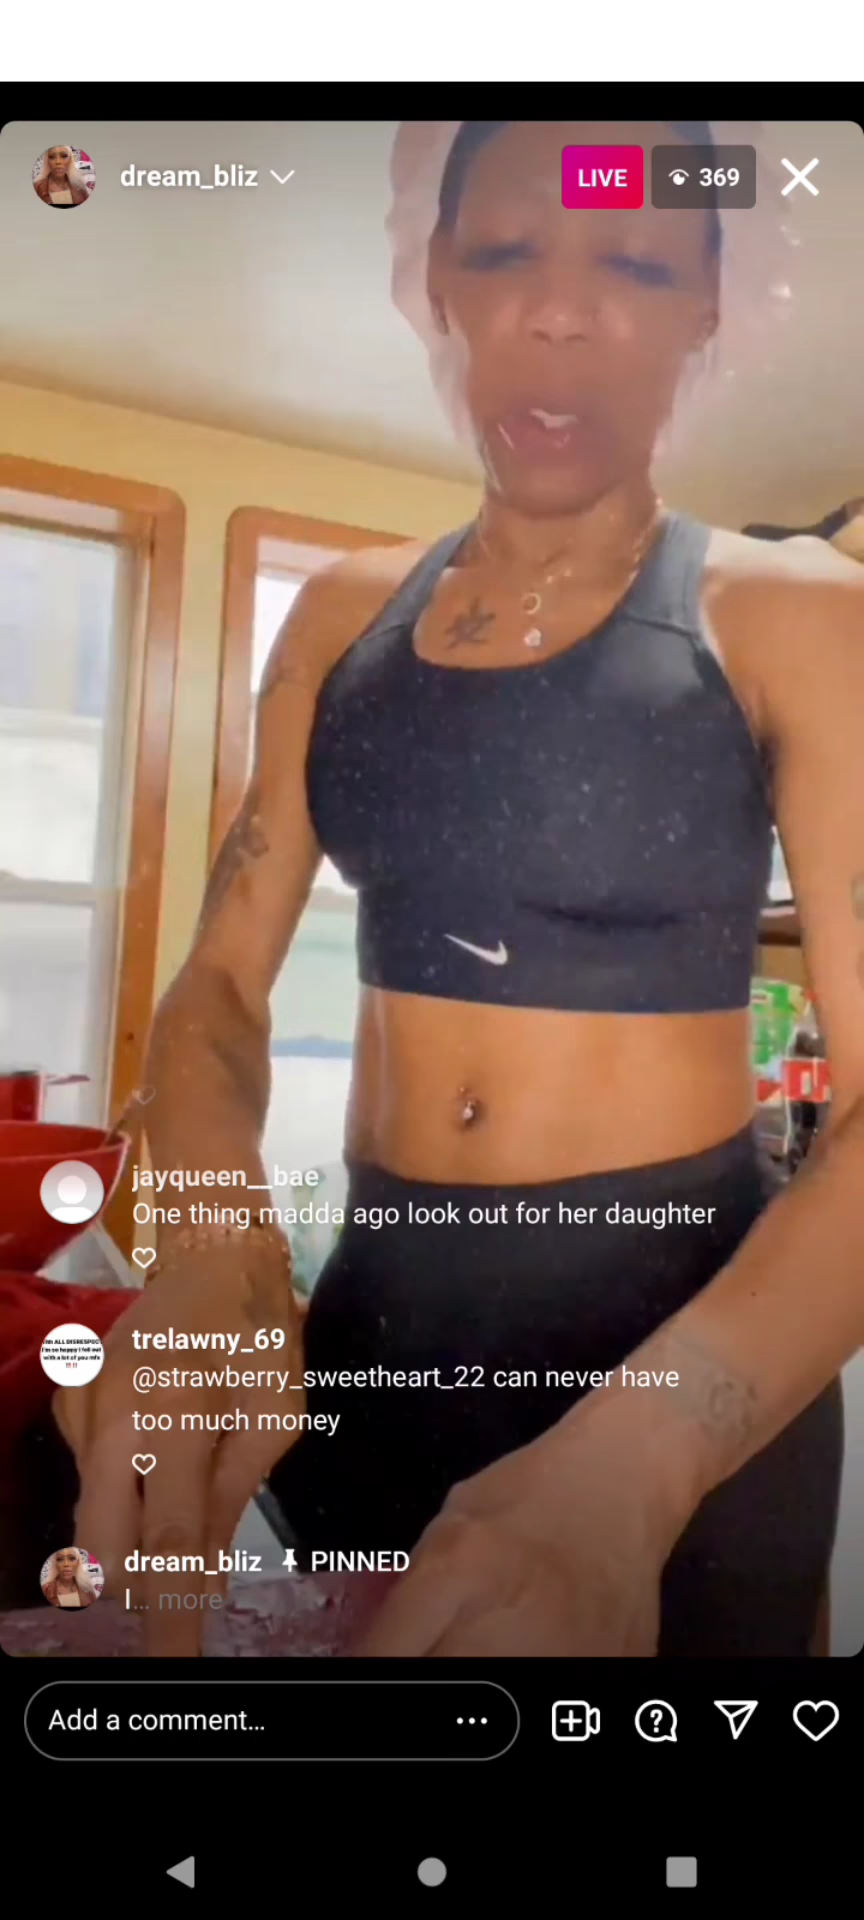 dream_bliz
LIVE
369
jayqueen__bae
One thing madda ago look out for her daughter
trelawny_69
@strawberry_sweetheart_22 can never have
too much money
dream_bliz PINNED
I... more
Add a comment...